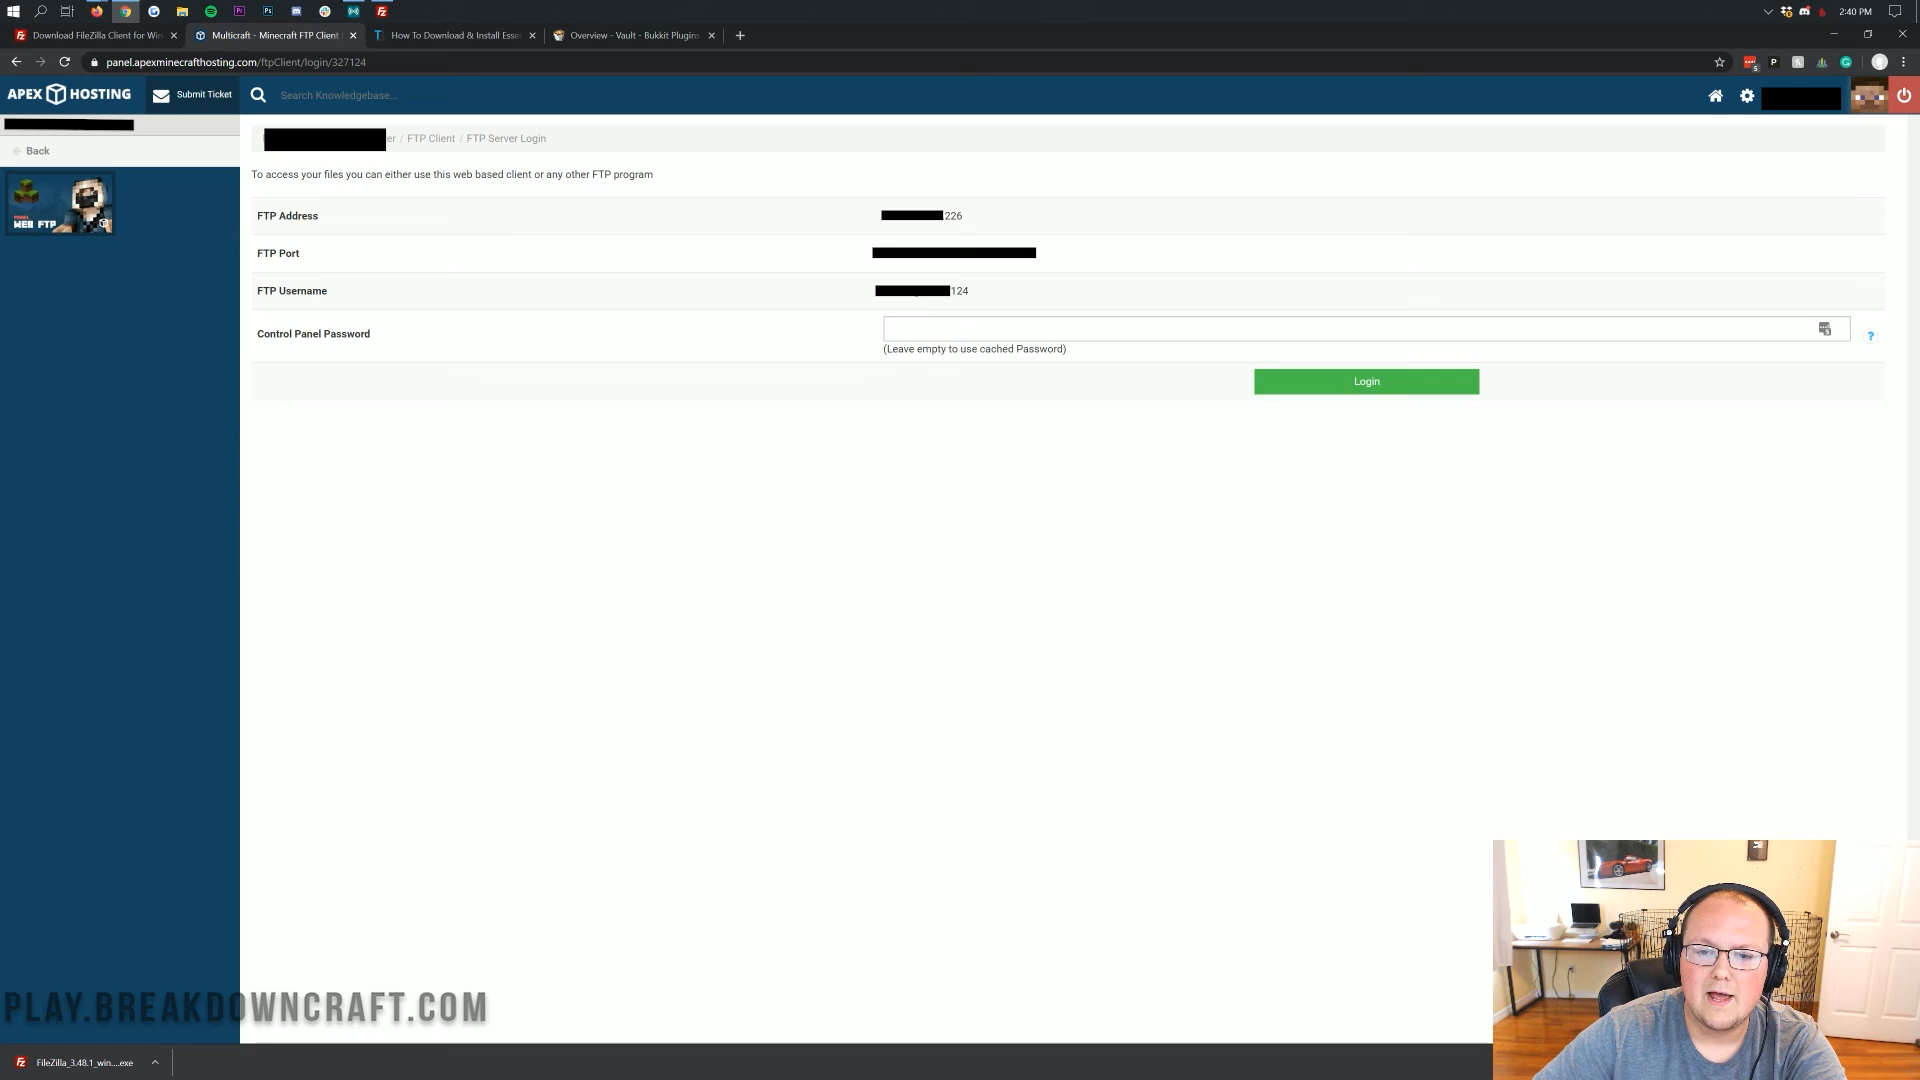 2:40 PM
Download FileZilla Client for Win
Multicraft - Minecraft FTP Client
How To Download & Install Esse
Overview - Vault - Bukkit Plugins
panel.apexminecrafthosting.com/ftpClient/login/327124
APEX HOSTING
Submit Ticket
Search Knowledgebase...
Back
er / FTP Client / FTP Server Login
WEB FTP
To access your files you can either use this web based client or any other FTP program
FTP Address
226
FTP Port
FTP Username
124
Control Panel Password
(Leave empty to use cached Password)
?
Login
PLAY.BREAKDOWNCRAFT.COM
FileZilla_3.48.1_win....exe